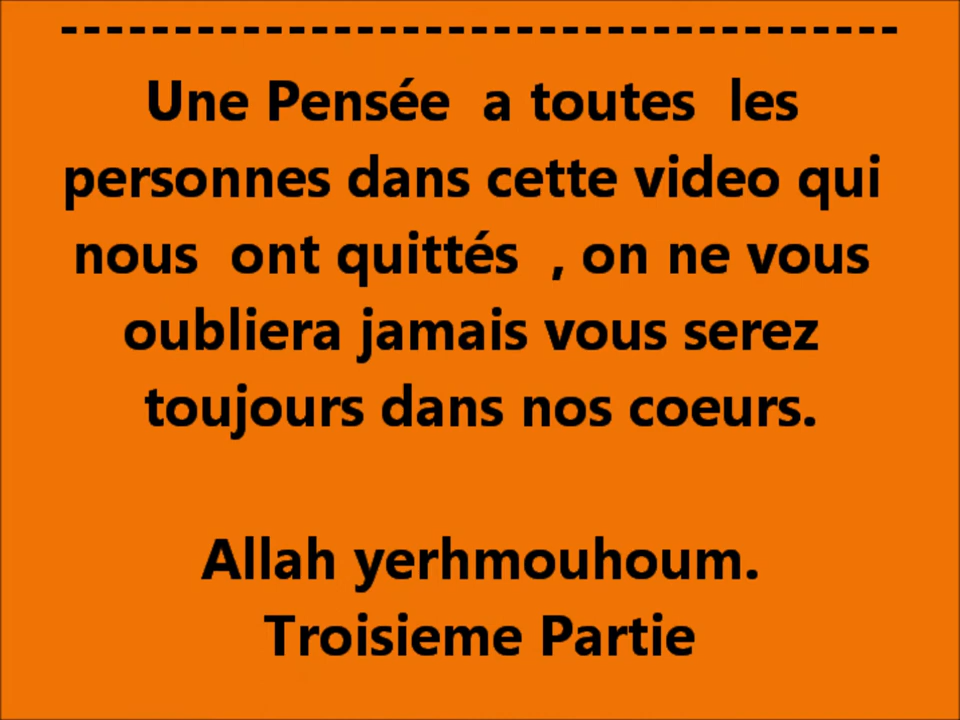 ------------------------------------
Une Pensée a toutes les
personnes dans cette video qui
nous ont quittés , on ne vous
oubliera jamais vous serez
toujours dans nos coeurs.
Allah yerhmouhoum.
Troisieme Partie